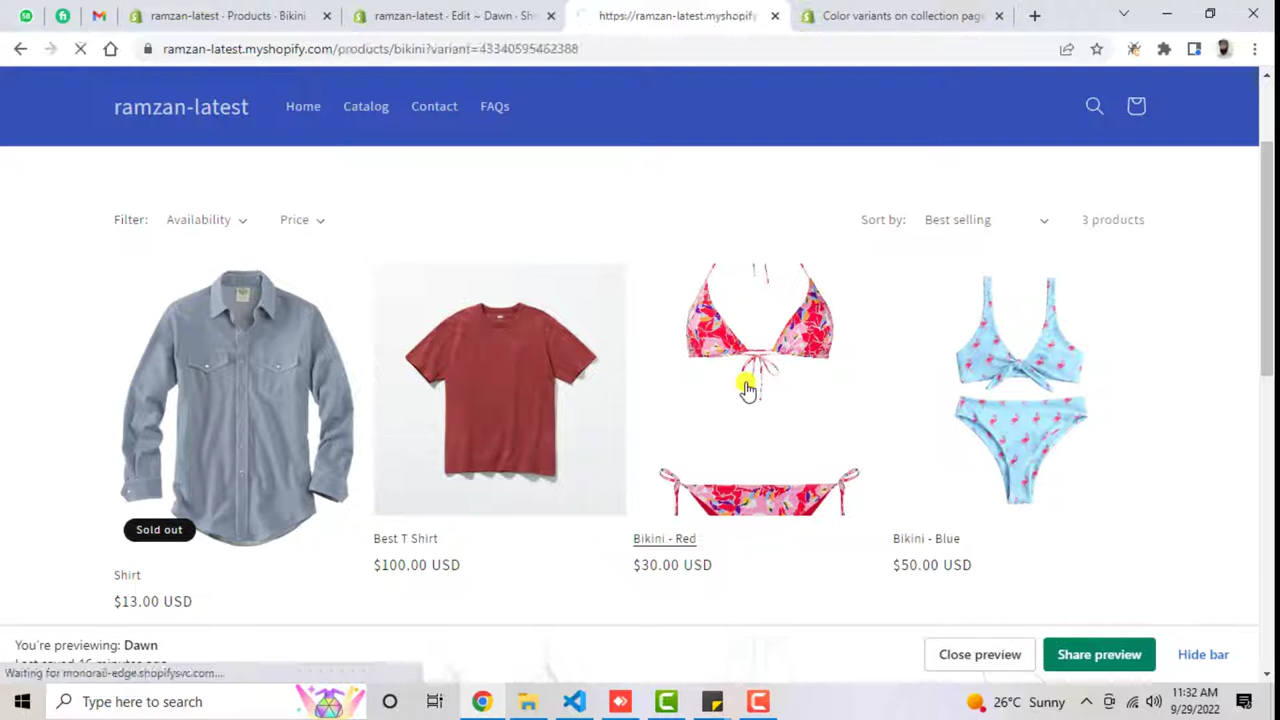 ramzan-latest · Products · Bikini
ramzan-latest · Edit ~ Dawn · Sh
https://ramzan-latest.myshopify
Color variants on collection page
ramzan-latest.myshopify.com/products/bikini?variant=43340595462388
ramzan-latest
Home
Catalog
Contact
FAQs
Filter:
Availability
Price
Sort by:
Best selling
3 products
Sold out
Shirt
$13.00 USD
Best T Shirt
$100.00 USD
Bikini - Red
$30.00 USD
Bikini - Blue
$50.00 USD
You're previewing: Dawn
Last saved 16 minutes ago
Close preview
Share preview
Hide bar
Waiting for monorail-edge.shopifysvc.com...
Type here to search
26°C Sunny
11:32 AM
9/29/2022